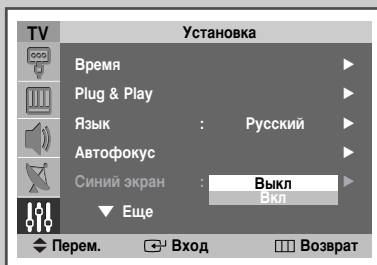 TV Установка
Время
Plug & Play
Язык : Русский
Автофокус
Синий экран : Выкл
Вкл
Еще
Перем. Вход Возврат